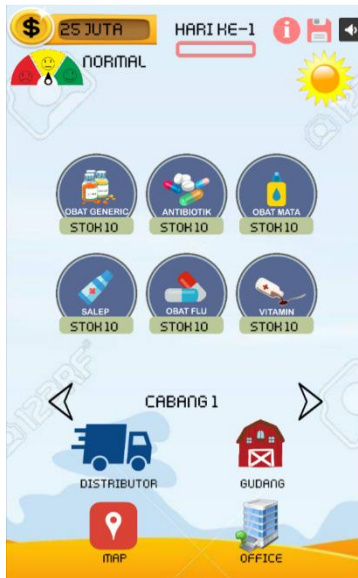 25 JUTA
HARI KE-1
NORMAL
OBAT GENERIC
STOK 10
ANTIBIOTIK
STOK 10
OBAT MATA
STOK 10
SALEP
STOK 10
OBAT FLU
STOK 10
VITAMIN
STOK 10
CABANG 1
DISTRIBUTOR
GUDANG
MAP
OFFICE
123RF